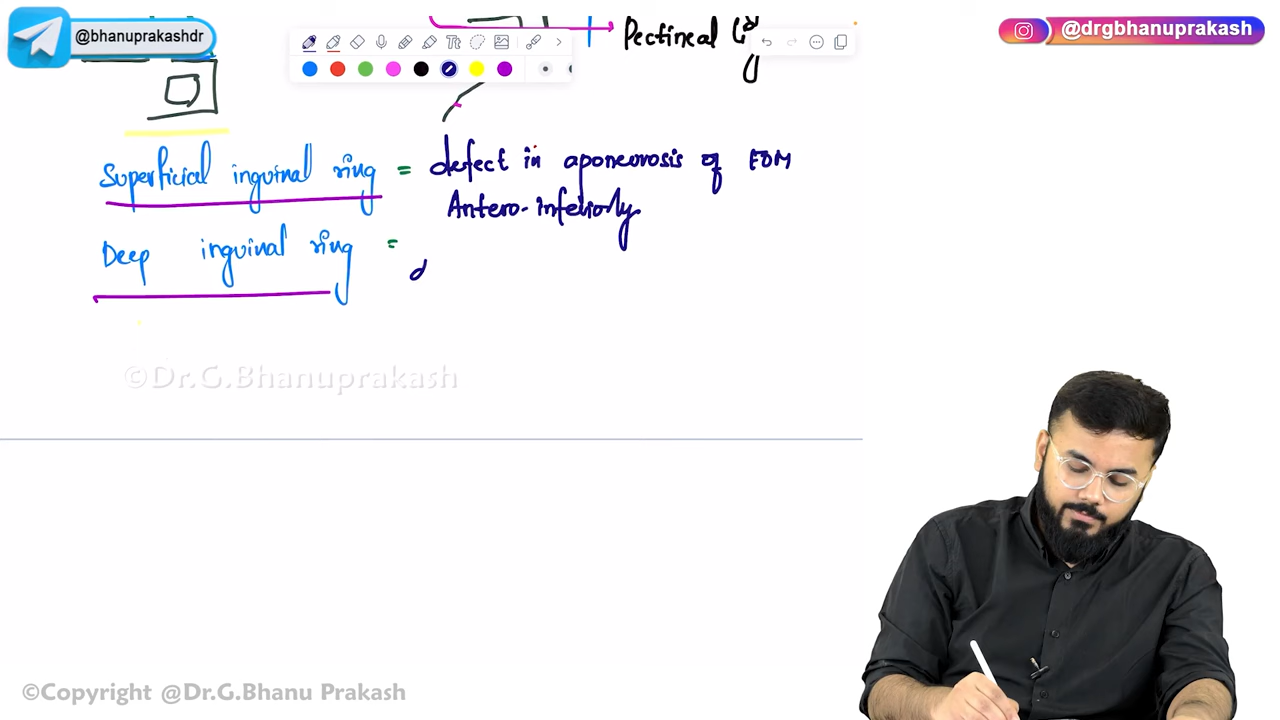 @bhanuprakashdr
@drgbhanuprakash
Pectineal
Tt
Superficial inguinal ring = defect in aponeurosis of EOM
Antero-inferiorly
Deep inguinal ring = d
©Dr.G.Bhanuprakash
©Copyright @Dr.G.Bhanu Prakash